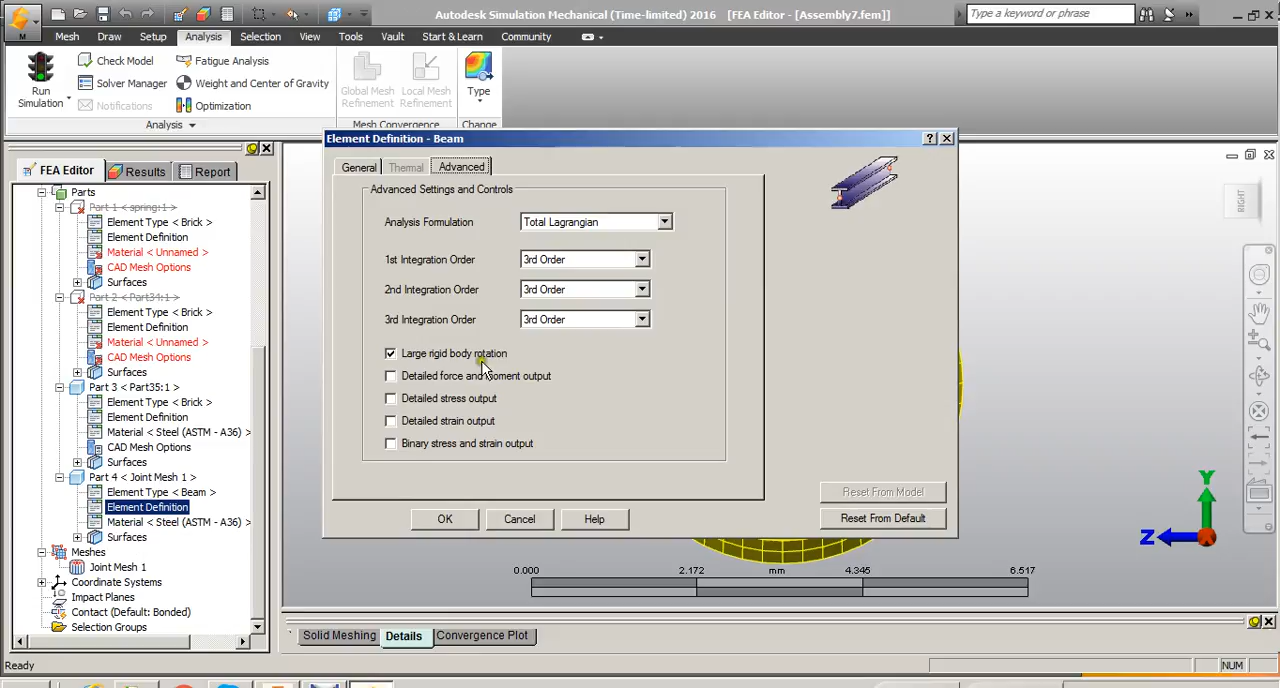 Autodesk Simulation Mechanical (Time-limited) 2016 [FEA Editor - [Assembly7.fem]]
Type a keyword or phrase
M
Mesh Draw Setup Analysis Selection View Tools Vault Start & Learn Community
Run Simulation
Check Model
Solver Manager
Notifications
Fatigue Analysis
Weight and Center of Gravity
Optimization
Global Mesh Refinement
Local Mesh Refinement
Type
Analysis
Mesh Convergence
Change
FEA Editor Results Report
Parts
Part 1 < spring:1 >
Element Type < Brick >
Element Definition
Material < Unnamed >
CAD Mesh Options
Surfaces
Part 2 < Part34:1 >
Element Type < Brick >
Element Definition
Material < Unnamed >
CAD Mesh Options
Surfaces
Part 3 < Part35:1 >
Element Type < Brick >
Element Definition
Material < Steel (ASTM - A36) >
CAD Mesh Options
Surfaces
Part 4 < Joint Mesh 1 >
Element Type < Beam >
Element Definition
Material < Steel (ASTM - A36) >
Surfaces
Meshes
Joint Mesh 1
Coordinate Systems
Impact Planes
Contact (Default: Bonded)
Selection Groups
Element Definition - Beam
General Thermal Advanced
Advanced Settings and Controls
Analysis Formulation Total Lagrangian
1st Integration Order 3rd Order
2nd Integration Order 3rd Order
3rd Integration Order 3rd Order
Large rigid body rotation
Detailed force and moment output
Detailed stress output
Detailed strain output
Binary stress and strain output
Reset From Model
OK Cancel Help Reset From Default
RIGHT
Y
Z
0.000 2.172 mm 4.345 6.517
Solid Meshing Details Convergence Plot
Ready
NUM